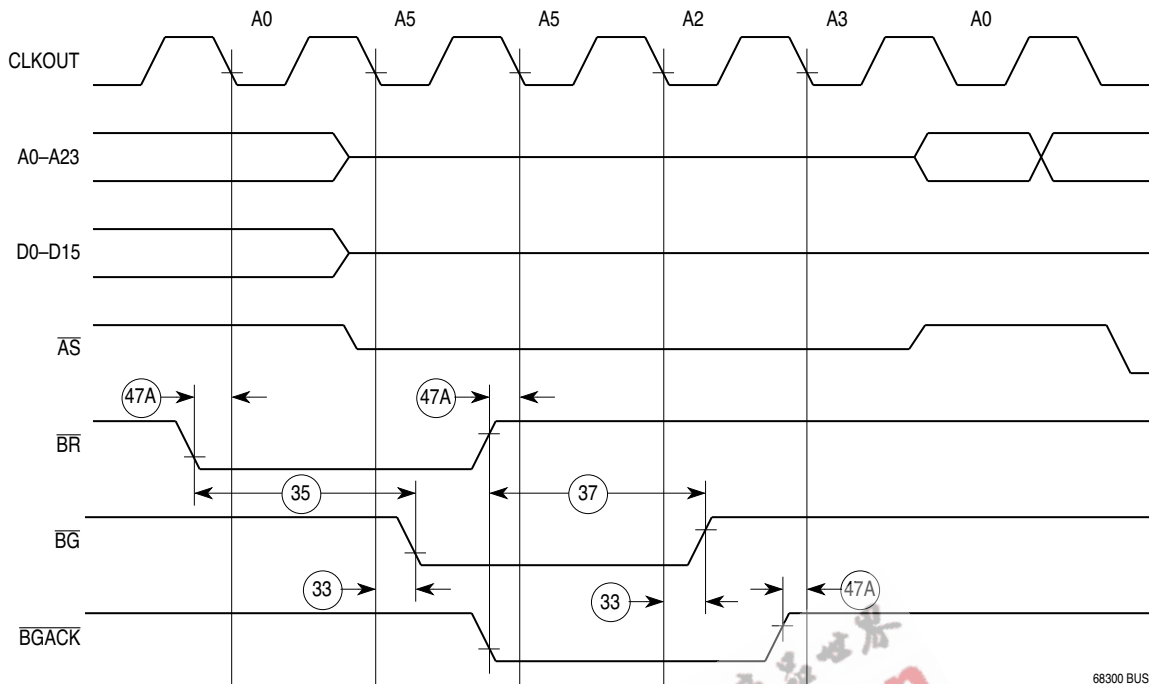 A0 A5 A5 A2 A3 A0
CLKOUT
A0–A23
D0–D15
AS
47A 47A
BR
35 37
BG
33 33 47A
BGACK
68300 BUS